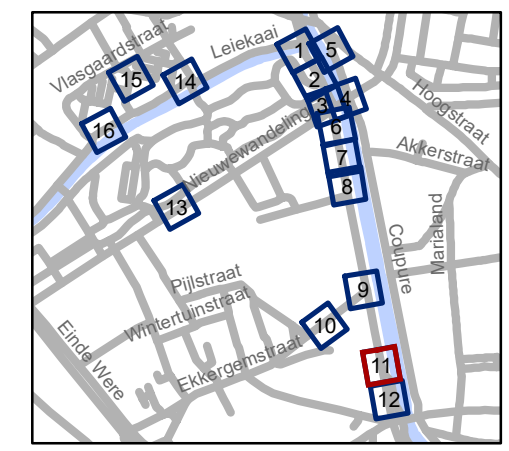 Vlasgaardstraat
Leiekaai
1
5
2
15
14
3
4
Hoogstraat
16
6
Nieuwewandeling
7
Akkerstraat
8
13
Marialand
Coupure
Pijlstraat
9
Wintertuinstraat
10
Einde Were
Ekkergemstraat
11
12